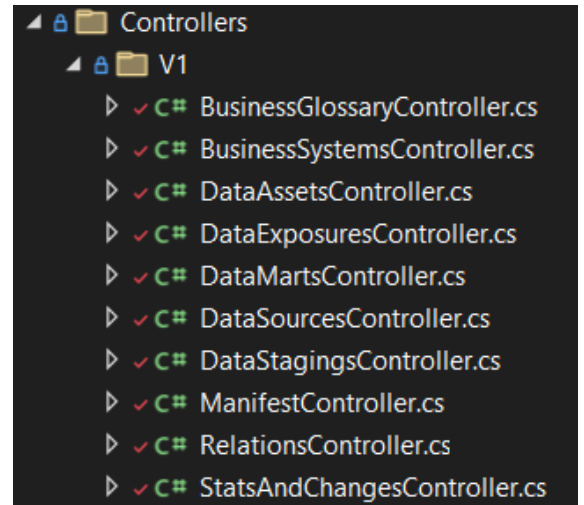 Controllers
V1
C# BusinessGlossaryController.cs
C# BusinessSystemsController.cs
C# DataAssetsController.cs
C# DataExposuresController.cs
C# DataMartsController.cs
C# DataSourcesController.cs
C# DataStagingsController.cs
C# ManifestController.cs
C# RelationsController.cs
C# StatsAndChangesController.cs